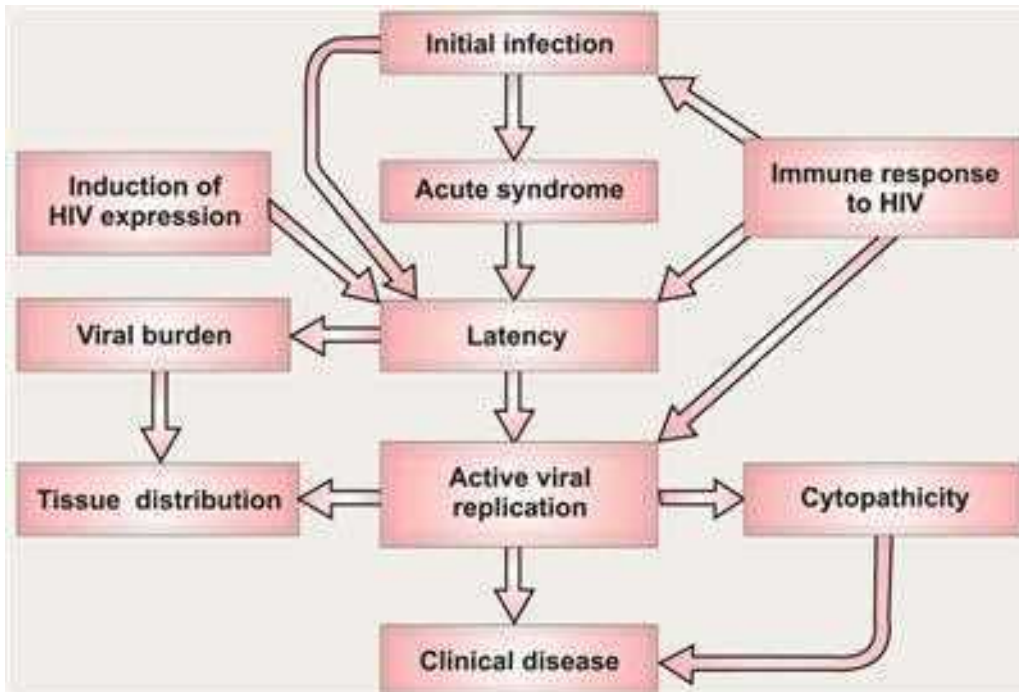 Initial infection
Induction of
HIV expression
Acute syndrome
Immune response
to HIV
Viral burden
Latency
Tissue distribution
Active viral
replication
Cytopathicity
Clinical disease